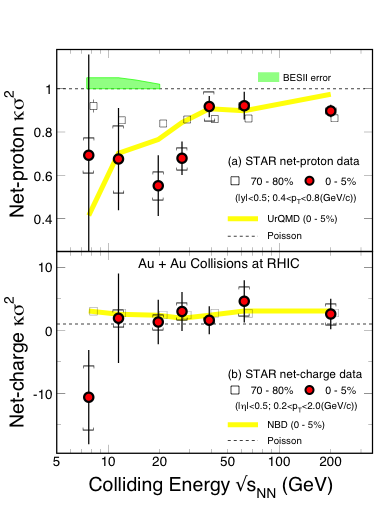 BESII error
1
0.8
0.6
0.4
Net-proton κσ²
(a) STAR net-proton data
70 - 80% 0 - 5%
(|y|<0.5; 0.4<pT<0.8(GeV/c))
UrQMD (0 - 5%)
Poisson
Au + Au Collisions at RHIC
10
0
-10
Net-charge κσ²
(b) STAR net-charge data
70 - 80% 0 - 5%
(|η|<0.5; 0.2<pT<2.0(GeV/c))
NBD (0 - 5%)
Poisson
5 10 20 50 100 200
Colliding Energy √sNN (GeV)